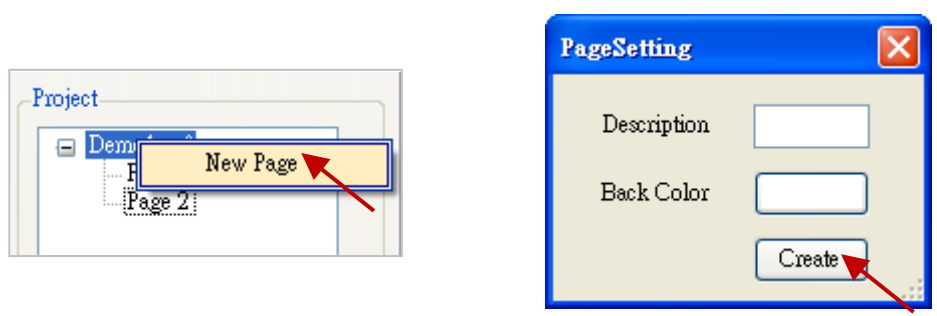 Project
New Page
Page 2
PageSetting
Description
Back Color
Create